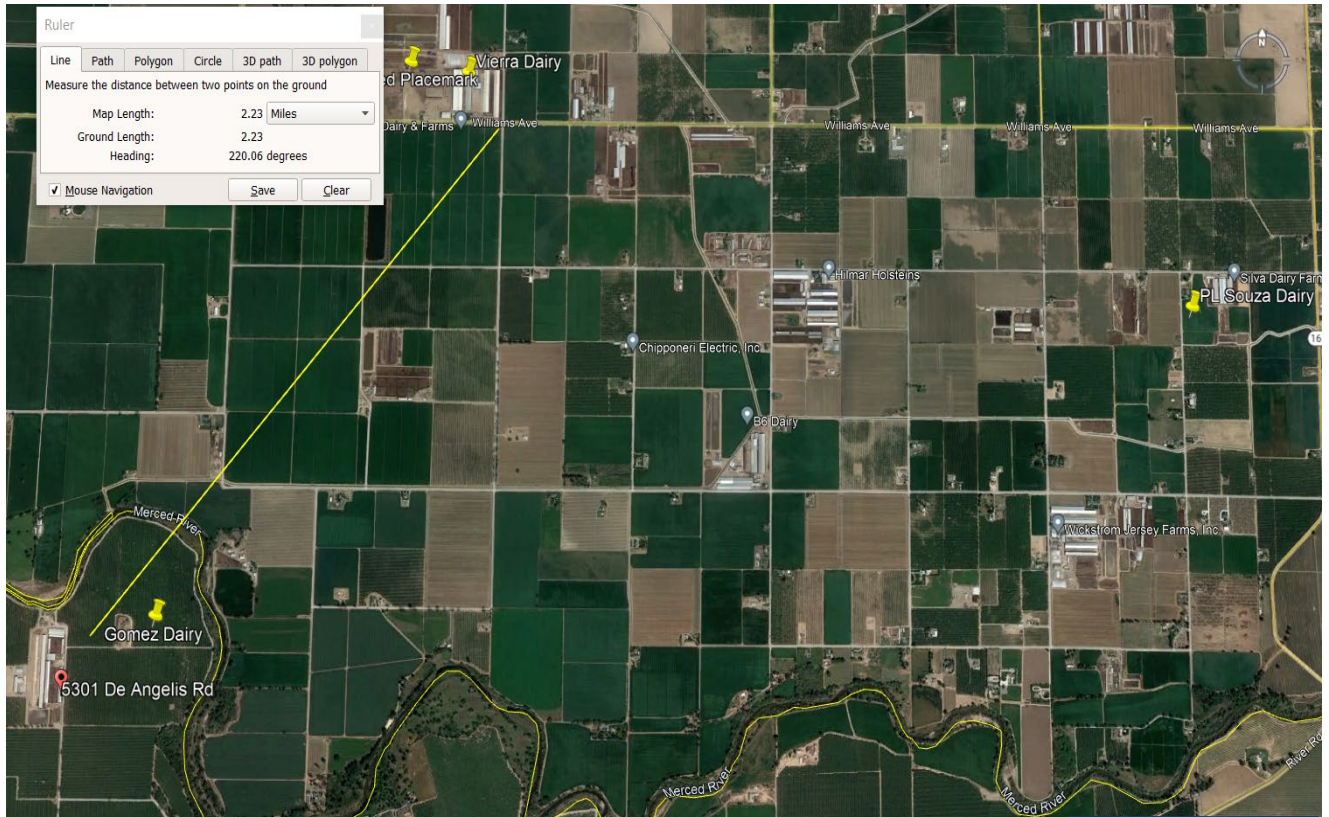 Ruler
Line Path Polygon Circle 3D path 3D polygon
Measure the distance between two points on the ground
Map Length: 2.23 Miles
Ground Length: 2.23
Heading: 220.06 degrees
Mouse Navigation Save Clear
N
Vierra Dairy
ed Placemark
Dairy & Farms
Williams Ave
Williams Ave
Williams Ave
Williams Ave
Hilmar Holsteins
Silva Dairy Farm
PL Souza Dairy
16
Chipponeri Electric, Inc
B6 Dairy
Merced River
Wickstrom Jersey Farms, Inc.
Gomez Dairy
5301 De Angelis Rd
River Rd
Merced River
Merced River